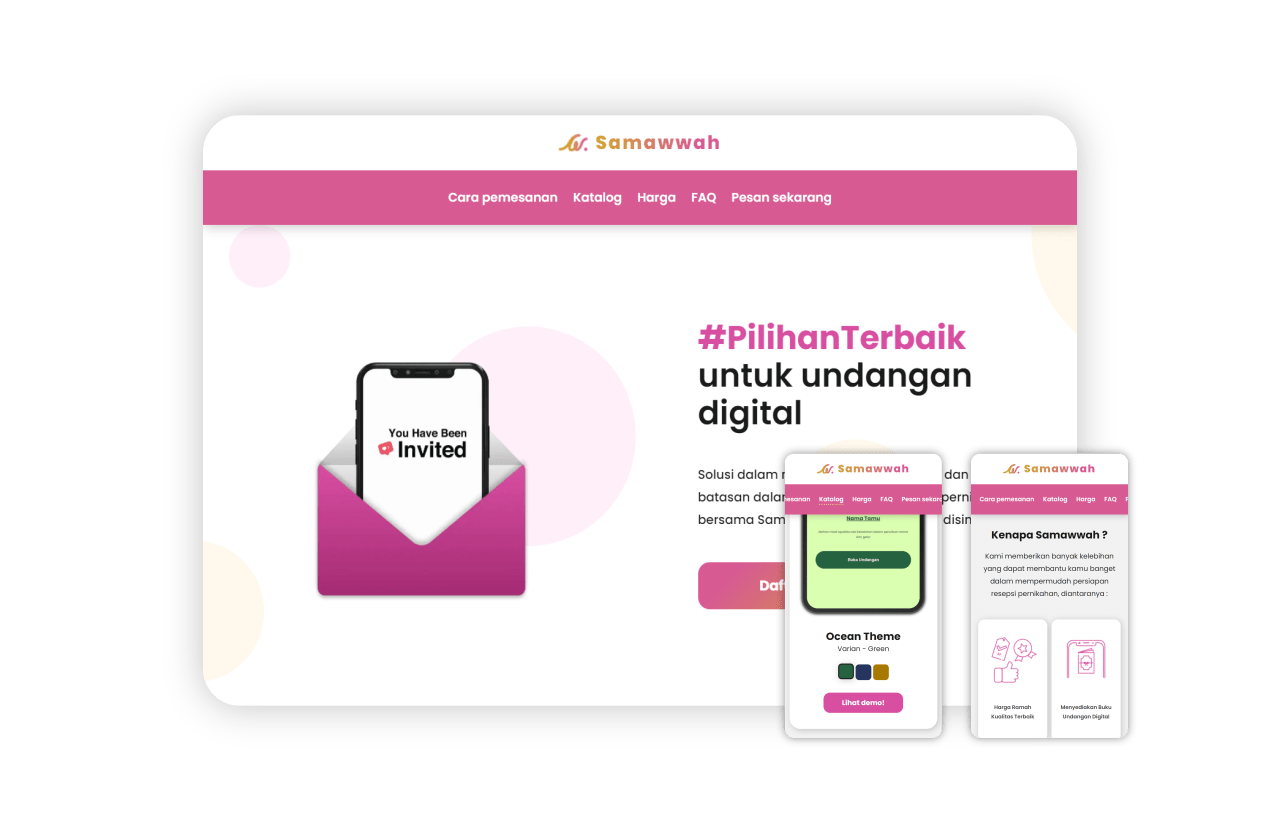 Samawwah
Cara pemesanan Katalog Harga FAQ Pesan sekarang
#PilihanTerbaik
untuk undangan
digital
You Have Been
Invited
Solusi dalam dan
batasan dalam
bersama
Samawwah
Katalog Harga FAQ
Nama Tamu
Buka Undangan
Ocean Theme
Varian - Green
Lihat demo!
Samawwah
Cara pemesanan Katalog Harga FAQ
Kenapa Samawwah ?
Kami memberikan banyak kelebihan
yang dapat membantu kamu banget
dalam mempermudah persiapan
resepsi pernikahan, diantaranya :
Harga Ramah
Kualitas Terbaik
Menyediakan Buku
Undangan Digital